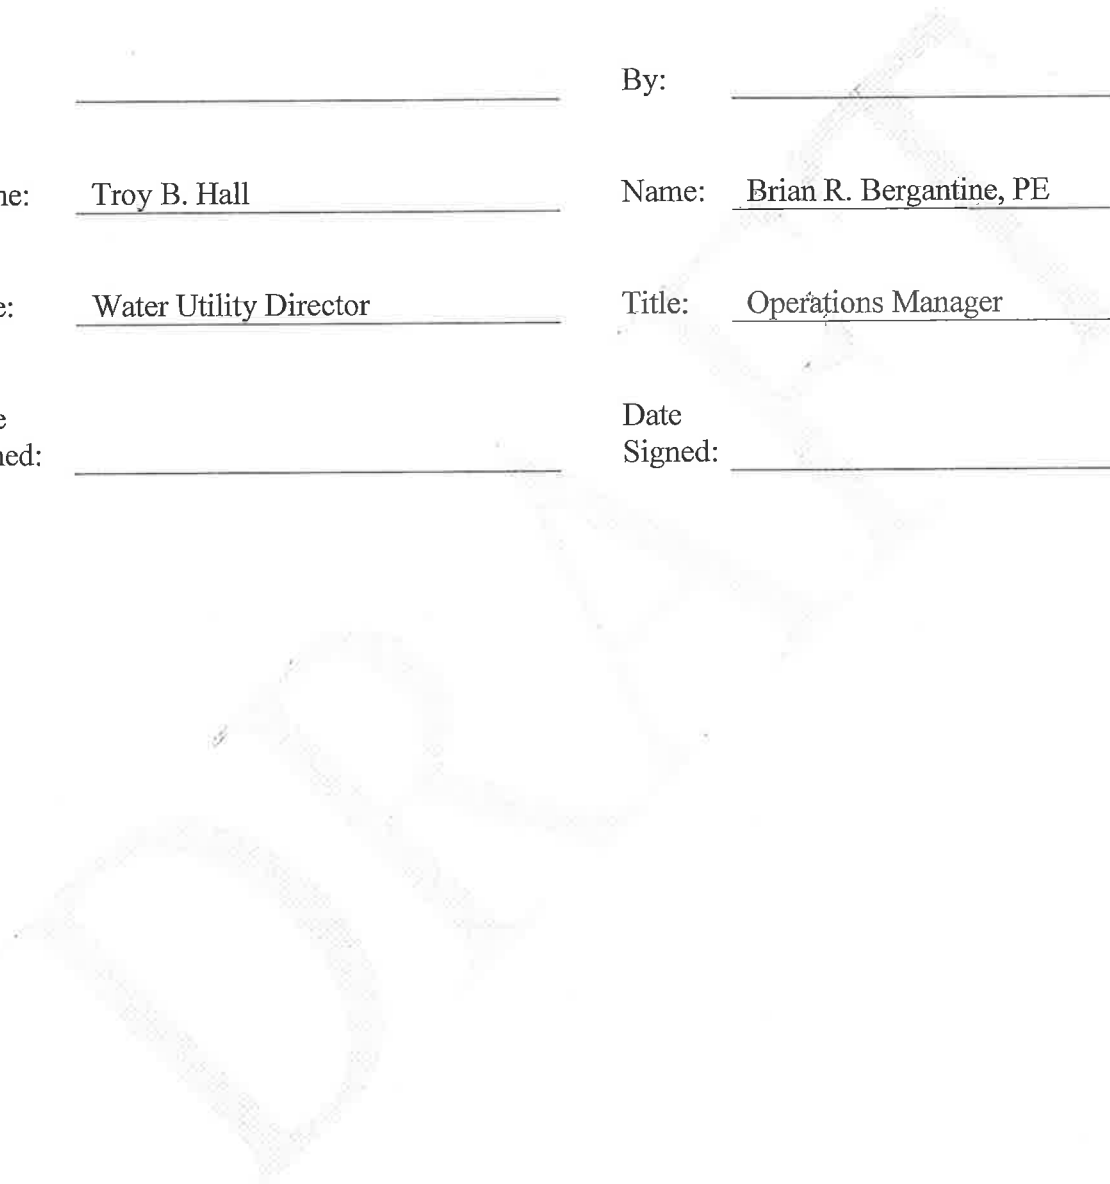 By:
ne: Troy B. Hall
Name: Brian R. Bergantine, PE
e: Water Utility Director
Title: Operations Manager
e
ned:
Date
Signed:
DRAFT